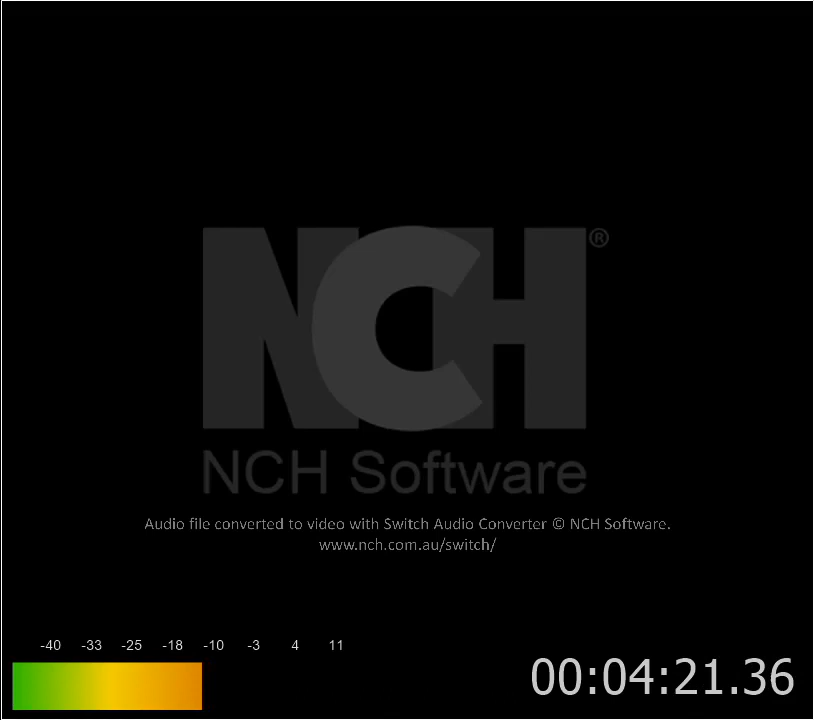 NCH®
NCH Software
Audio file converted to video with Switch Audio Converter © NCH Software.
www.nch.com.au/switch/
-40 -33 -25 -18 -10 -3 4 11
00:04:21.36